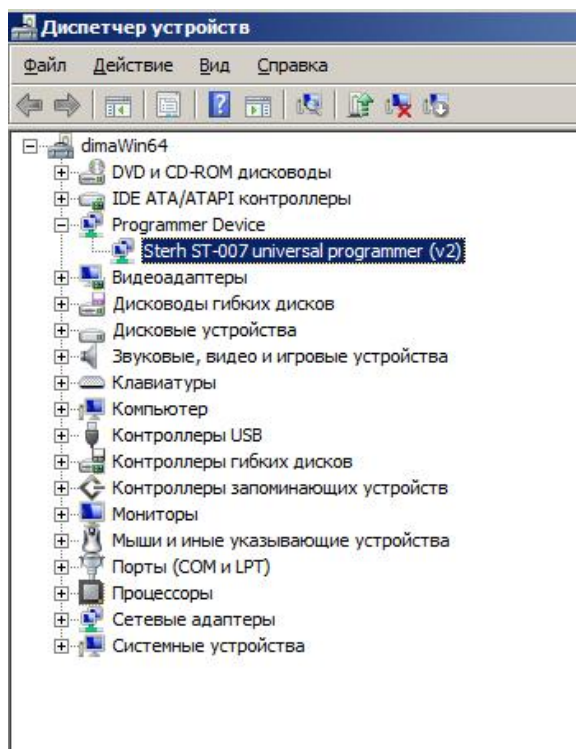 Диспетчер устройств
Файл Действие Вид Справка
dimaWin64
DVD и CD-ROM дисководы
IDE ATA/ATAPI контроллеры
Programmer Device
Sterh ST-007 universal programmer (v2)
Видеоадаптеры
Дисководы гибких дисков
Дисковые устройства
Звуковые, видео и игровые устройства
Клавиатуры
Компьютер
Контроллеры USB
Контроллеры гибких дисков
Контроллеры запоминающих устройств
Мониторы
Мыши и иные указывающие устройства
Порты (COM и LPT)
Процессоры
Сетевые адаптеры
Системные устройства